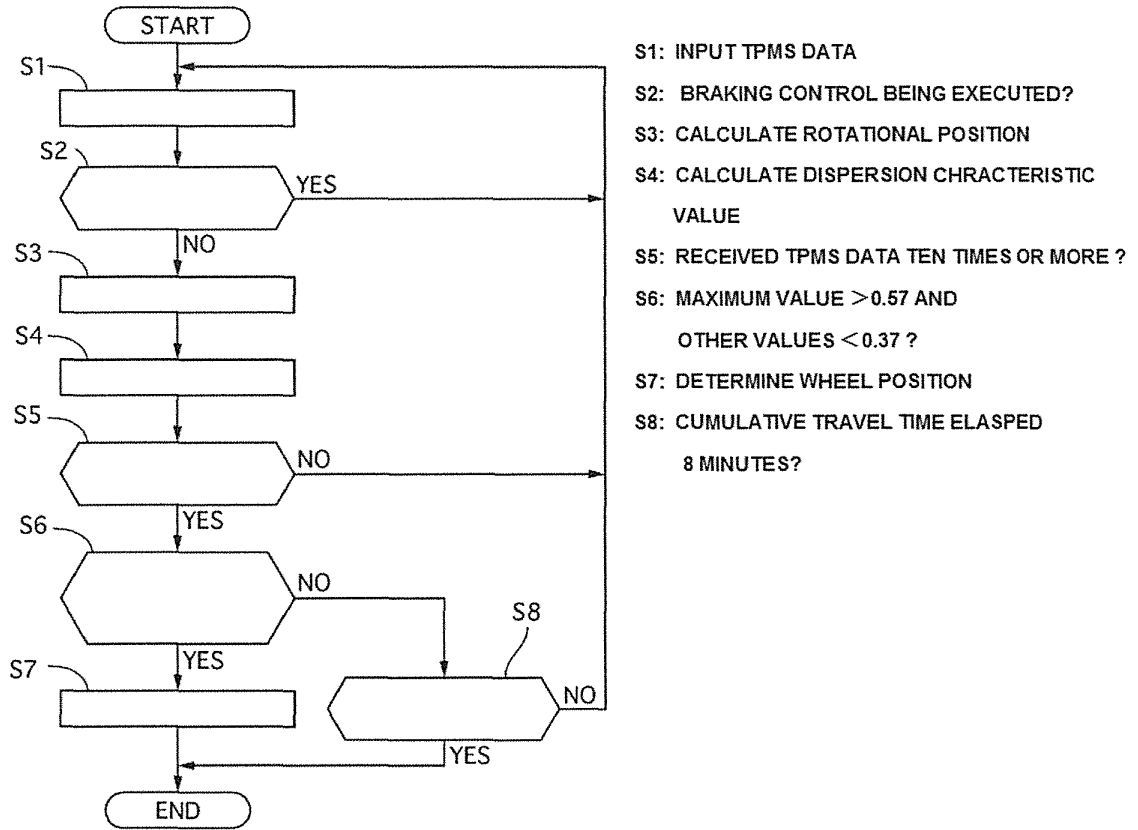 START
S1
S2
YES
NO
S3
S4
S5
NO
YES
S6
NO
S8
YES
S7
NO
YES
END
S1: INPUT TPMS DATA
S2: BRAKING CONTROL BEING EXECUTED?
S3: CALCULATE ROTATIONAL POSITION
S4: CALCULATE DISPERSION CHRACTERISTIC
VALUE
S5: RECEIVED TPMS DATA TEN TIMES OR MORE ?
S6: MAXIMUM VALUE >0.57 AND
OTHER VALUES <0.37 ?
S7: DETERMINE WHEEL POSITION
S8: CUMULATIVE TRAVEL TIME ELASPED
8 MINUTES?